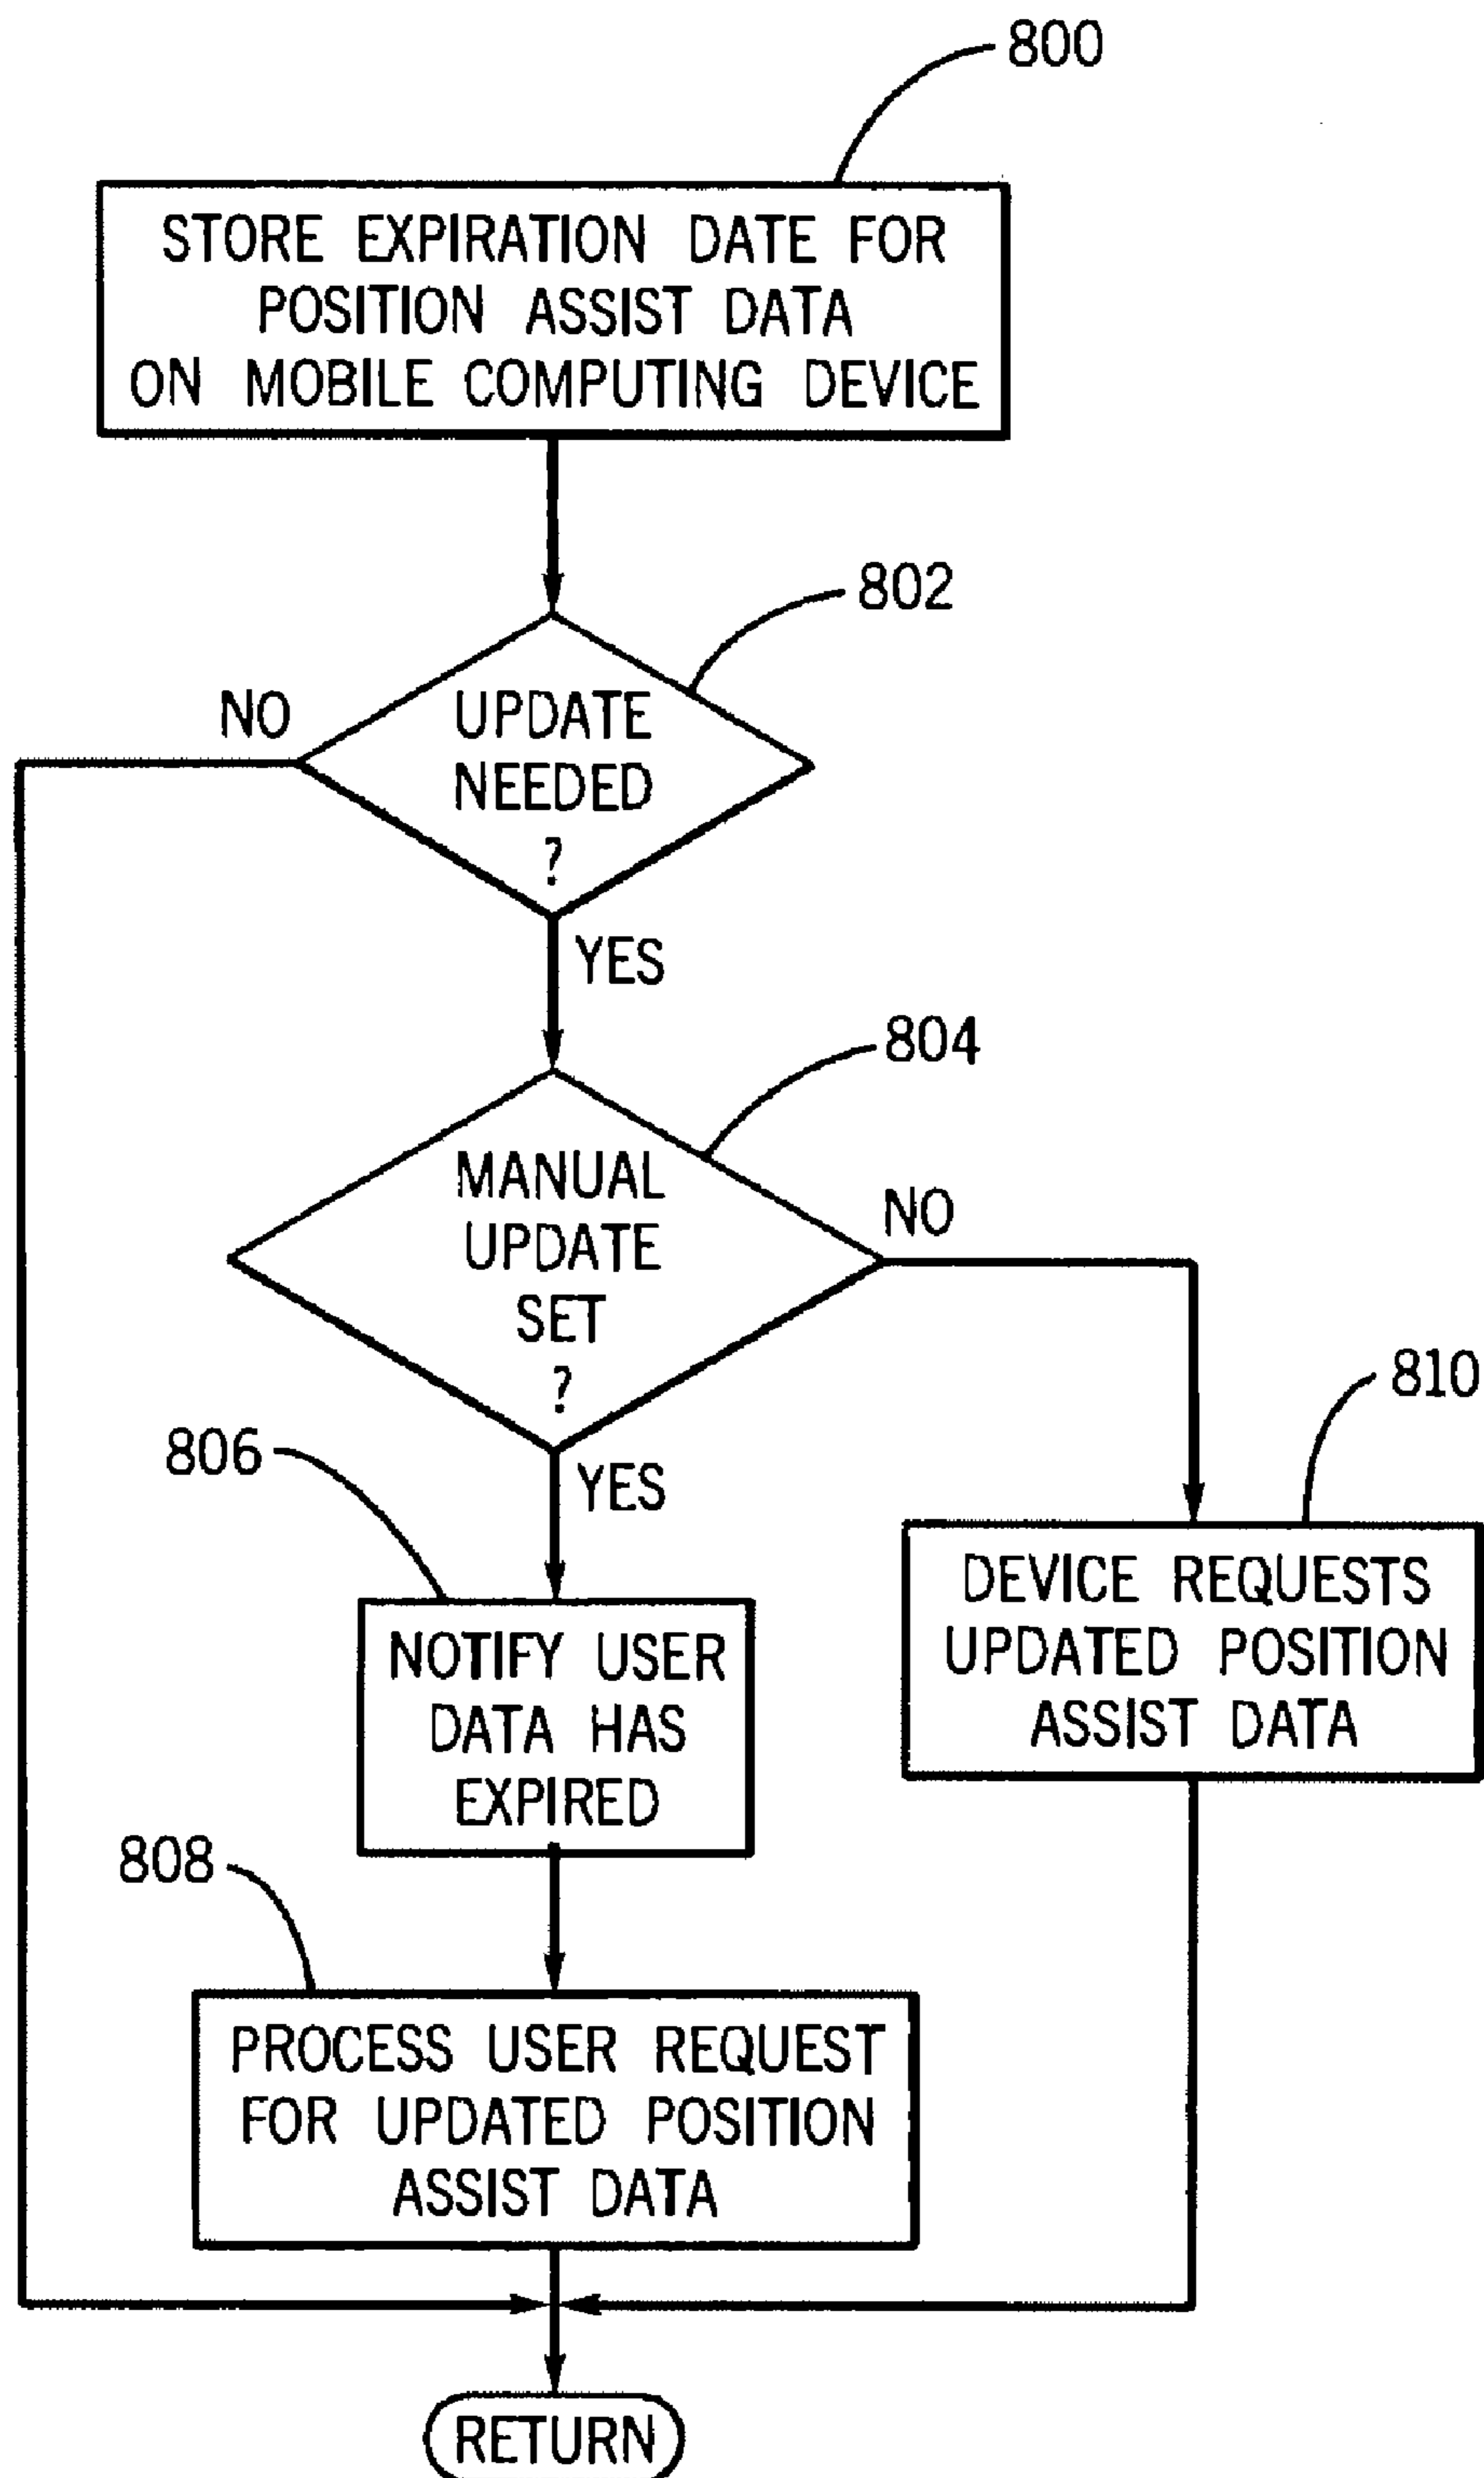 800
STORE EXPIRATION DATE FOR
POSITION ASSIST DATA
ON MOBILE COMPUTING DEVICE
802
NO
UPDATE
NEEDED
?
YES
804
MANUAL
UPDATE
SET
?
NO
810
806
YES
DEVICE REQUESTS
UPDATED POSITION
ASSIST DATA
NOTIFY USER
DATA HAS
EXPIRED
808
PROCESS USER REQUEST
FOR UPDATED POSITION
ASSIST DATA
RETURN